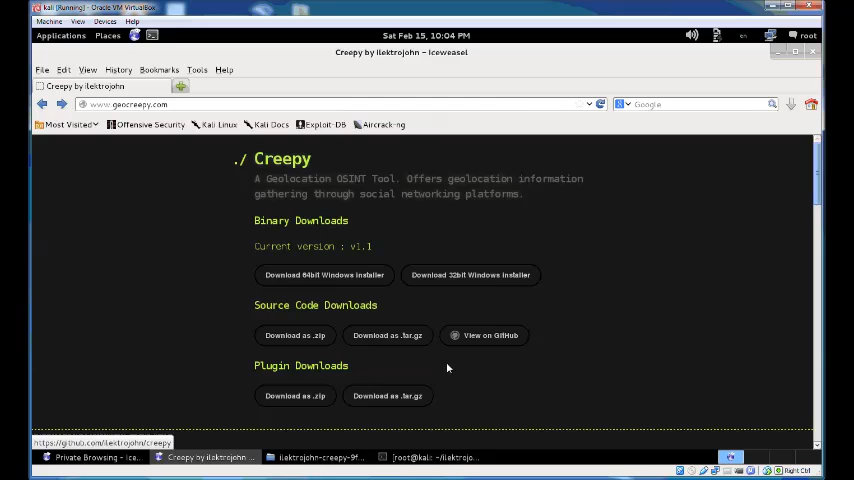 kali [Running] - Oracle VM VirtualBox
Machine View Devices Help
Applications Places Sat Feb 15, 10:04 PM en root
Creepy by ilektrojohn - Iceweasel
File Edit View History Bookmarks Tools Help
Creepy by ilektrojohn
www.geocreepy.com Google
Most Visited Offensive Security Kali Linux Kali Docs Exploit-DB Aircrack-ng
./ Creepy
A Geolocation OSINT Tool. Offers geolocation information
gathering through social networking platforms.
Binary Downloads
Current version : v1.1
Download 64bit Windows installer Download 32bit Windows installer
Source Code Downloads
Download as .zip Download as .tar.gz View on GitHub
Plugin Downloads
Download as .zip Download as .tar.gz
https://github.com/ilektrojohn/creepy
Private Browsing - Ice... Creepy by ilektrojohn ... ilektrojohn-creepy-9f... [root@kali: ~/ilektrojo...
Right Ctrl